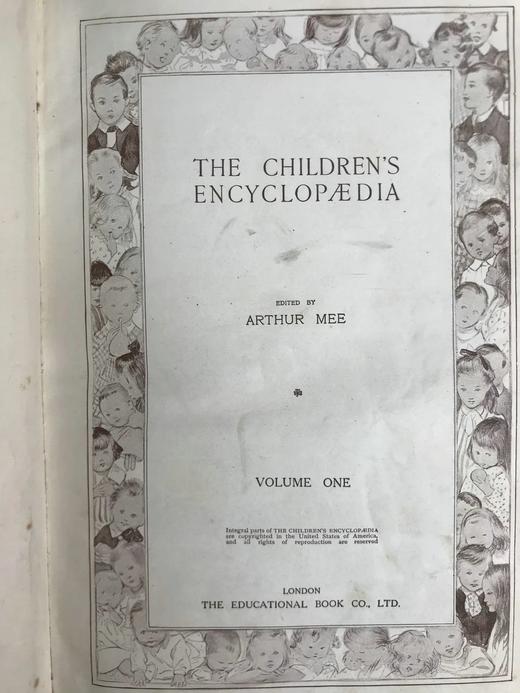 THE CHILDREN'S
ENCYCLOPÆDIA
EDITED BY
ARTHUR MEE
VOLUME ONE
Integral parts of THE CHILDREN'S ENCYCLOPÆDIA
are copyrighted in the United States of America,
and all rights of reproduction are reserved
LONDON
THE EDUCATIONAL BOOK CO., LTD.